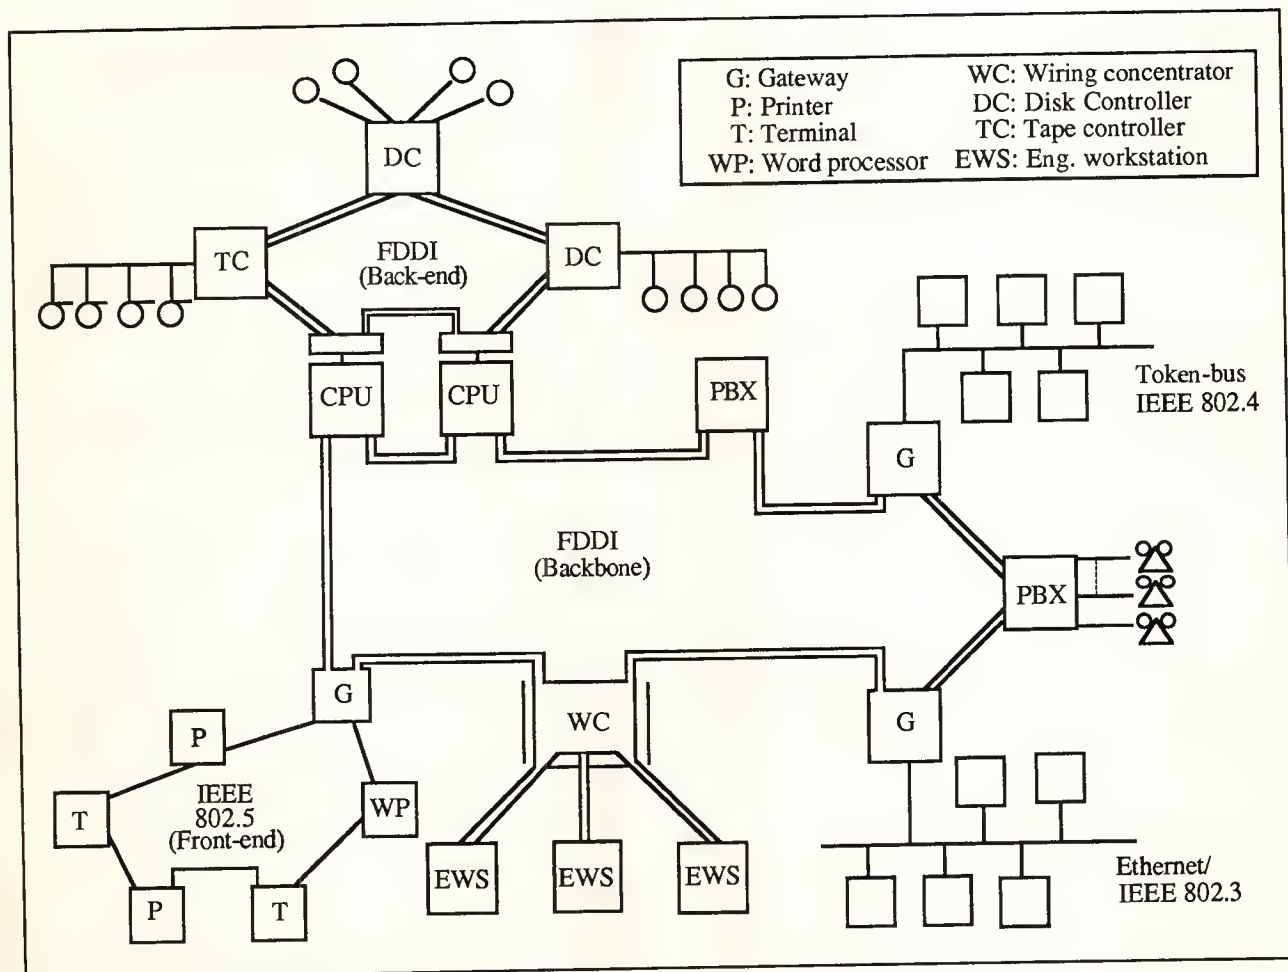 G: Gateway
P: Printer
T: Terminal
WP: Word processor
WC: Wiring concentrator
DC: Disk Controller
TC: Tape controller
EWS: Eng. workstation
DC
TC
FDDI
(Back-end)
DC
CPU
CPU
PBX
Token-bus
IEEE 802.4
G
FDDI
(Backbone)
PBX
G
WC
G
P
IEEE
802.5
(Front-end)
T
WP
P
T
EWS
EWS
EWS
Ethernet/
IEEE 802.3